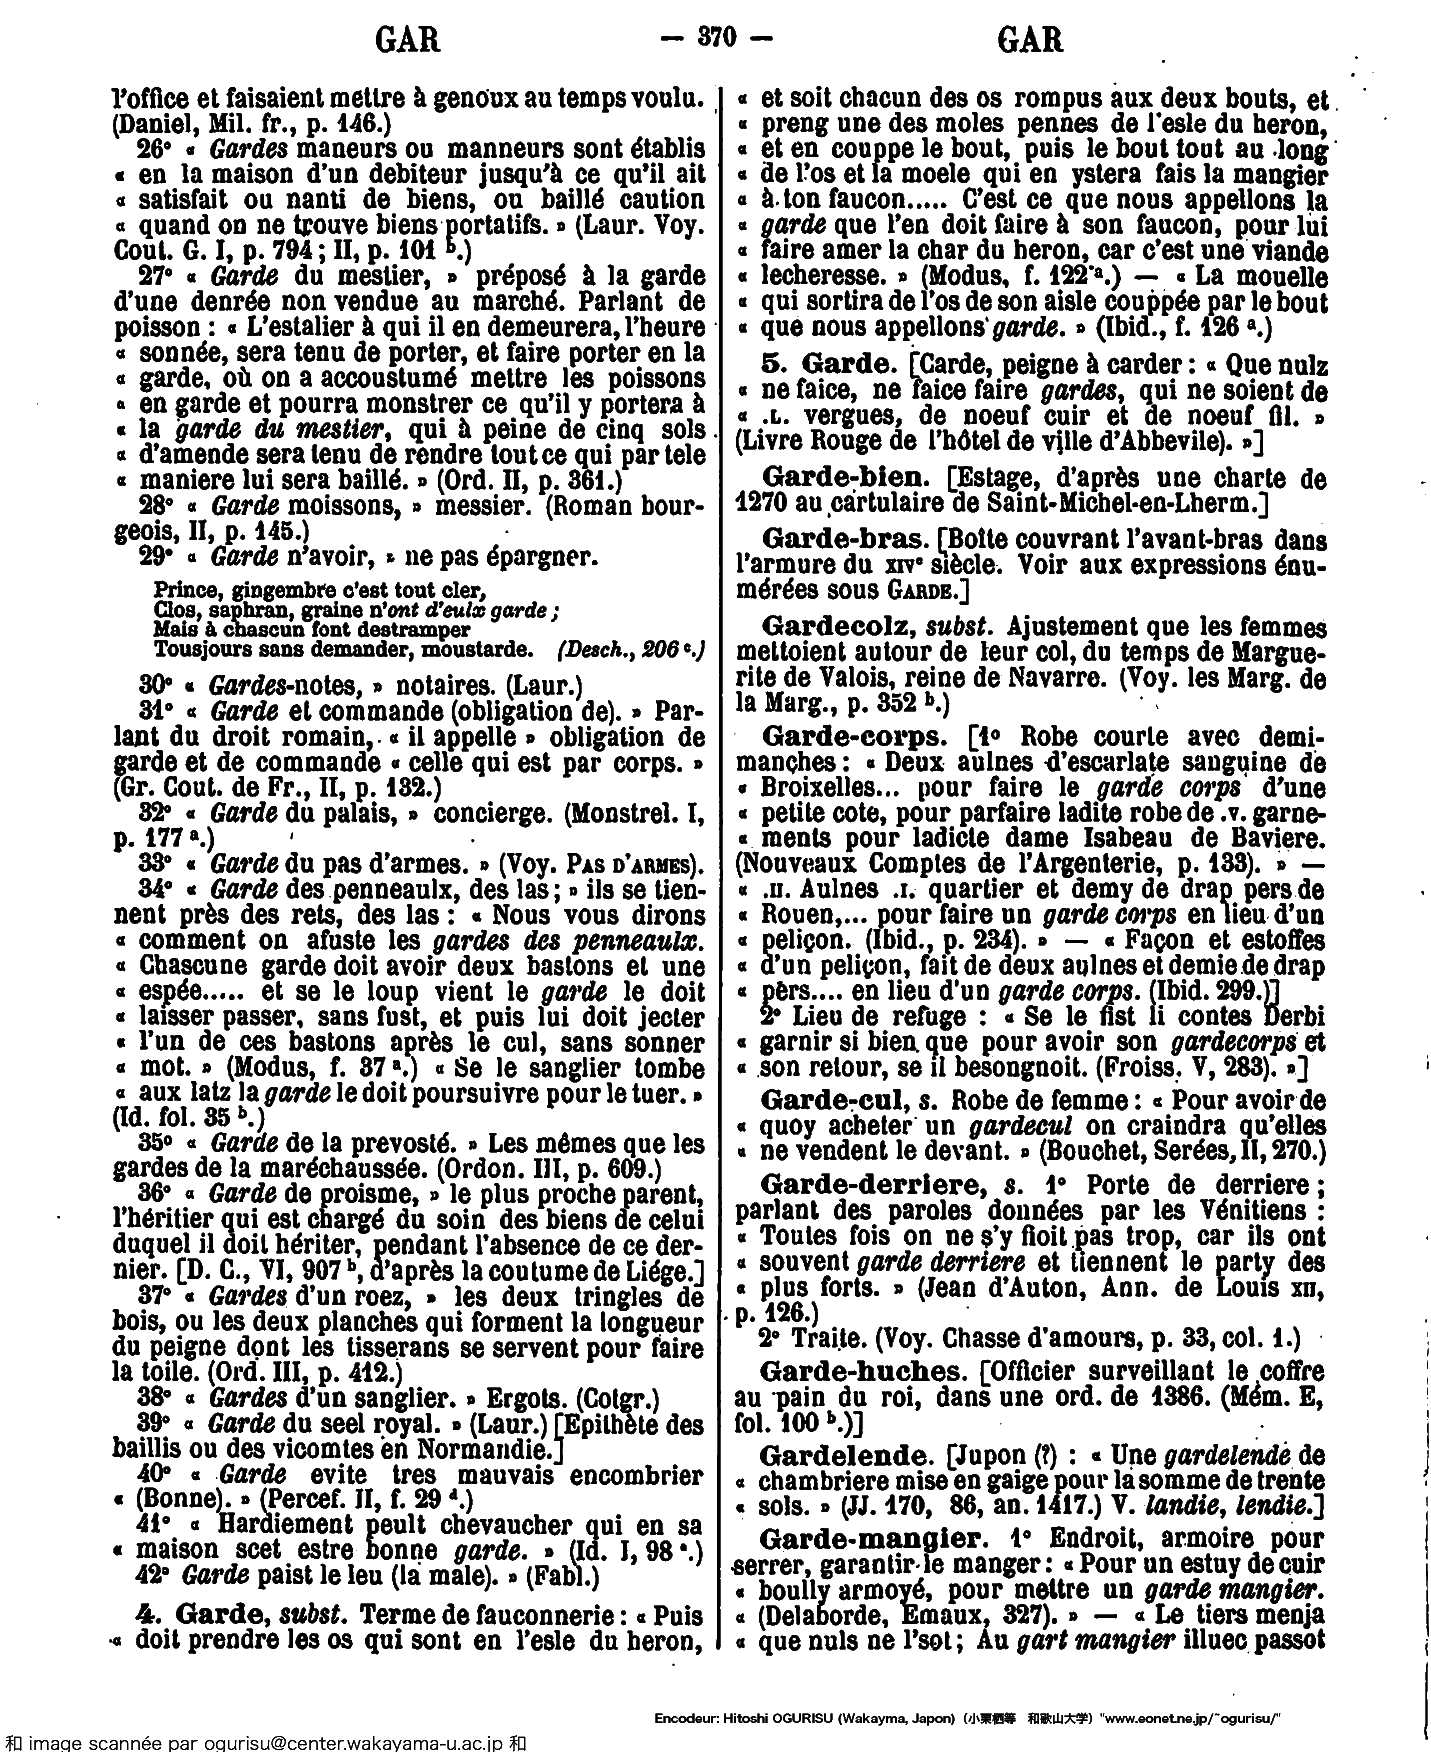 GAR — 370 — GAR
l'office et faisaient mettre à genoux au temps voulu.
(Daniel, Mil. fr., p. 146.)
26° « Gardes maneurs ou manneurs sont établis
« en la maison d'un debiteur jusqu'à ce qu'il ait
« satisfait ou nanti de biens, ou baillé caution
« quand on ne trouve biens portatifs. » (Laur. Voy.
Cout. G. I, p. 794 ; II, p. 101 b.)
27° « Garde du mestier, » préposé à la garde
d'une denrée non vendue au marché. Parlant de
poisson : « L'estalier à qui il en demeurera, l'heure
« sonnée, sera tenu de porter, et faire porter en la
« garde, où on a accoustumé mettre les poissons
« en garde et pourra monstrer ce qu'il y portera à
« la garde du mestier, qui à peine de cinq sols
« d'amende sera tenu de rendre tout ce qui par tele
« maniere lui sera baillé. » (Ord. II, p. 361.)
28° « Garde moissons, » messier. (Roman bour-
geois, II, p. 145.)
29° « Garde n'avoir, » ne pas épargner.
Prince, gingembre c'est tout cler,
Clos, saphran, graine n'ont d'eulx garde ;
Mais à chascun font destramper
Tousjours sans demander, moustarde. (Desch., 206 c.)
30° « Gardes-notes, » notaires. (Laur.)
31° « Garde et commande (obligation de). » Par-
lant du droit romain, « il appelle » obligation de
garde et de commande « celle qui est par corps. »
(Gr. Cout. de Fr., II, p. 132.)
32° « Garde du palais, » concierge. (Monstrel. I,
p. 177 a.)
33° « Garde du pas d'armes. » (Voy. PAS D'ARMES).
34° « Garde des penneaulx, des las ; » ils se tien-
nent près des rets, des las : « Nous vous dirons
« comment on afuste les gardes des penneaulx.
« Chascune garde doit avoir deux bastons et une
« espée..... et se le loup vient le garde le doit
« laisser passer, sans fust, et puis lui doit jecter
« l'un de ces bastons après le cul, sans sonner
« mot. » (Modus, f. 37 a.) « Se le sanglier tombe
« aux latz la garde le doit poursuivre pour le tuer. »
(Id. fol. 35 b.)
35° « Garde de la prevosté. » Les mêmes que les
gardes de la maréchaussée. (Ordon. III, p. 609.)
36° « Garde de proisme, » le plus proche parent,
l'héritier qui est chargé du soin des biens de celui
duquel il doit hériter, pendant l'absence de ce der-
nier. [D. C., VI, 907 b, d'après la coutume de Liége.]
37° « Gardes d'un roez, » les deux tringles de
bois, ou les deux planches qui forment la longueur
du peigne dont les tisserans se servent pour faire
la toile. (Ord. III, p. 412.)
38° « Gardes d'un sanglier. » Ergots. (Cotgr.)
39° « Garde du seel royal. » (Laur.) [Epithète des
baillis ou des vicomtes en Normandie.]
40° « Garde evite tres mauvais encombrier
« (Bonne). » (Percef. II, f. 29 d.)
41° « Hardiement peult chevaucher qui en sa
« maison scet estre bonne garde. » (Id. I, 98 a.)
42° Garde paist le leu (la male). » (Fabl.)
4. Garde, subst. Terme de fauconnerie : « Puis
« doit prendre les os qui sont en l'esle du heron,
« et soit chacun des os rompus aux deux bouts, et
« preng une des moles pennes de l'esle du heron,
« et en couppe le bout, puis le bout tout au long
« de l'os et la moele qui en ystera fais la mangier
« à ton faucon..... C'est ce que nous appellons la
« garde que l'en doit faire à son faucon, pour lui
« faire amer la char du heron, car c'est une viande
« lecheresse. » (Modus, f. 122 a.) — « La mouelle
« qui sortira de l'os de son aisle couppée par le bout
« que nous appellons garde. » (Ibid., f. 126 a.)
5. Garde. [Carde, peigne à carder : « Que nulz
« ne faice, ne faice faire gardes, qui ne soient de
« .L. vergues, de noeuf cuir et de noeuf fil. »
(Livre Rouge de l'hôtel de ville d'Abbevile). »]
Garde-bien. [Estage, d'après une charte de
1270 au cartulaire de Saint-Michel-en-Lherm.]
Garde-bras. [Boîte couvrant l'avant-bras dans
l'armure du XIVe siècle. Voir aux expressions énu-
mérées sous GARDE.]
Gardecolz, subst. Ajustement que les femmes
mettoient autour de leur col, du temps de Margue-
rite de Valois, reine de Navarre. (Voy. les Marg. de
la Marg., p. 352 b.)
Garde-corps. [1° Robe courte avec demi-
manches : « Deux aulnes d'escarlate sanguine de
« Broixelles... pour faire le garde corps d'une
« petite cote, pour parfaire ladite robe de .v. garne-
« ments pour ladicte dame Isabeau de Baviere.
(Nouveaux Comptes de l'Argenterie, p. 133). » —
« .II. Aulnes .I. quartier et demy de drap pers de
« Rouen,... pour faire un garde corps en lieu d'un
« peliçon. (Ibid., p. 234). » — « Façon et estoffes
« d'un peliçon, fait de deux aulnes et demie de drap
« pèrs.... en lieu d'un garde corps. (Ibid. 299.)]
2° Lieu de refuge : « Se le fist li contes Derbi
« garnir si bien que pour avoir son gardecorps et
« son retour, se il besongnoit. (Froiss. V, 283). »]
Garde-cul, s. Robe de femme : « Pour avoir de
« quoy acheter un gardecul on craindra qu'elles
« ne vendent le devant. » (Bouchet, Serées, II, 270.)
Garde-derriere, s. 1° Porte de derriere ;
parlant des paroles données par les Vénitiens :
« Toutes fois on ne s'y fioit pas trop, car ils ont
« souvent garde derriere et tiennent le party des
« plus forts. » (Jean d'Auton, Ann. de Louis XII,
p. 126.)
2° Traite. (Voy. Chasse d'amours, p. 33, col. 1.)
Garde-huches. [Officier surveillant le coffre
au pain du roi, dans une ord. de 1386. (Mém. E,
fol. 100 b.)]
Gardelende. [Jupon (?) : « Une gardelende de
« chambriere mise en gaige pour la somme de trente
« sols. » (JJ. 170, 86, an. 1417.) V. landie, lendie.]
Garde-mangier. 1° Endroit, armoire pour
serrer, garantir le manger : « Pour un estuy de cuir
« boully armoyé, pour mettre un garde mangier.
« (Delaborde, Emaux, 327). » — « Le tiers menja
« que nuls ne l'sot ; Au gart mangier illuec passot
Encodeur: Hitoshi OGURISU (Wakayma, Japon) (小栗栖等 和歌山大学) "www.eonet.ne.jp/~ogurisu/"
和 image scannée par ogurisu@center.wakayama-u.ac.jp 和